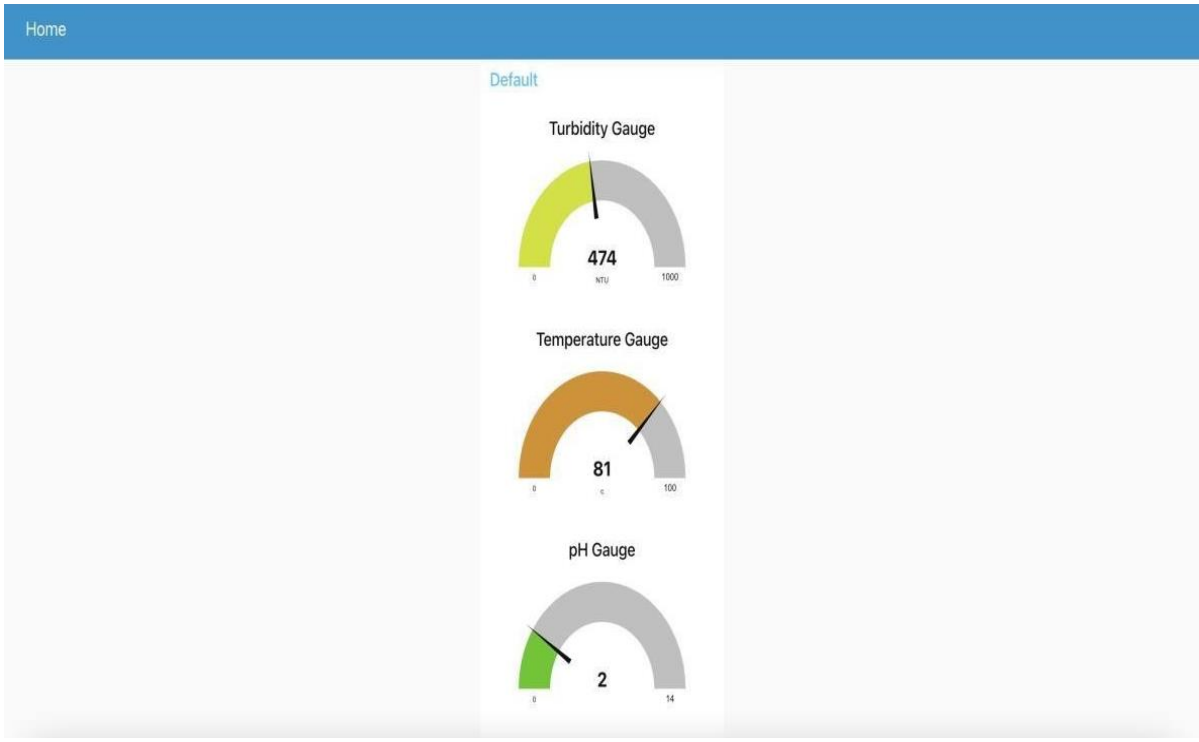 Home
Default
Turbidity Gauge
474
NTU
0 1000
Temperature Gauge
81
c
0 100
pH Gauge
2
0 14